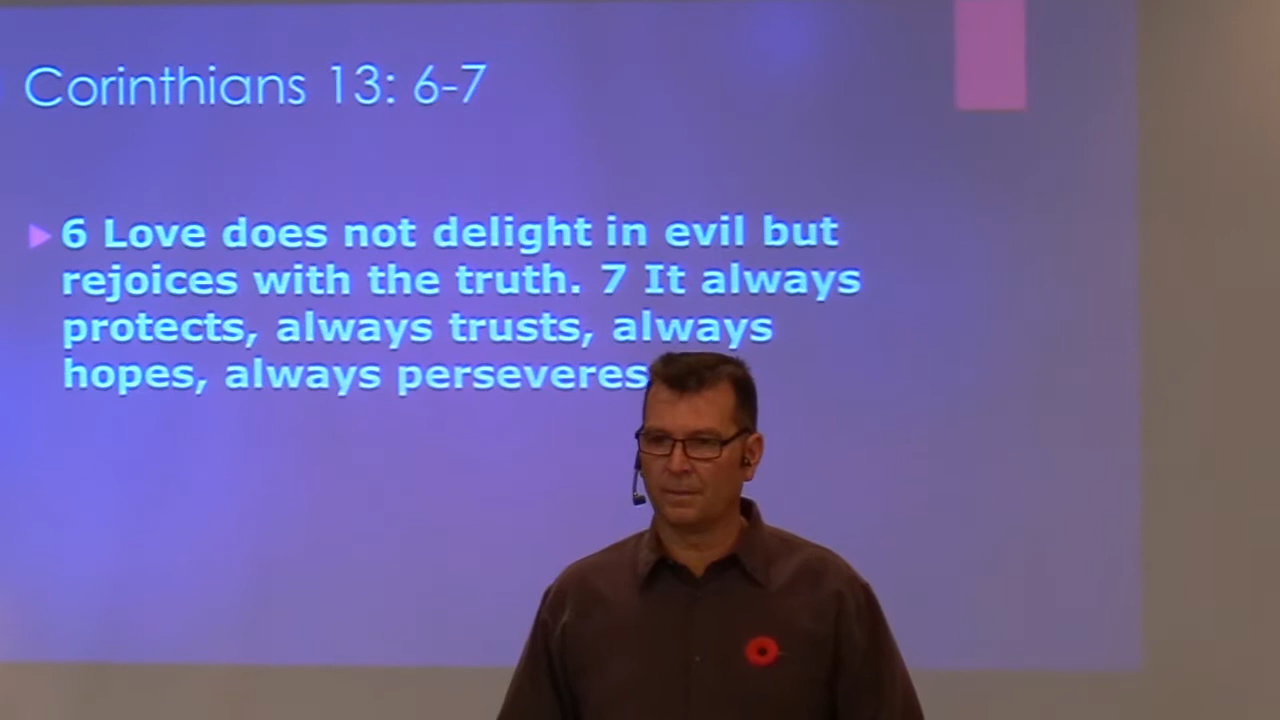 Corinthians 13: 6-7
6 Love does not delight in evil but
rejoices with the truth. 7 It always
protects, always trusts, always
hopes, always perseveres